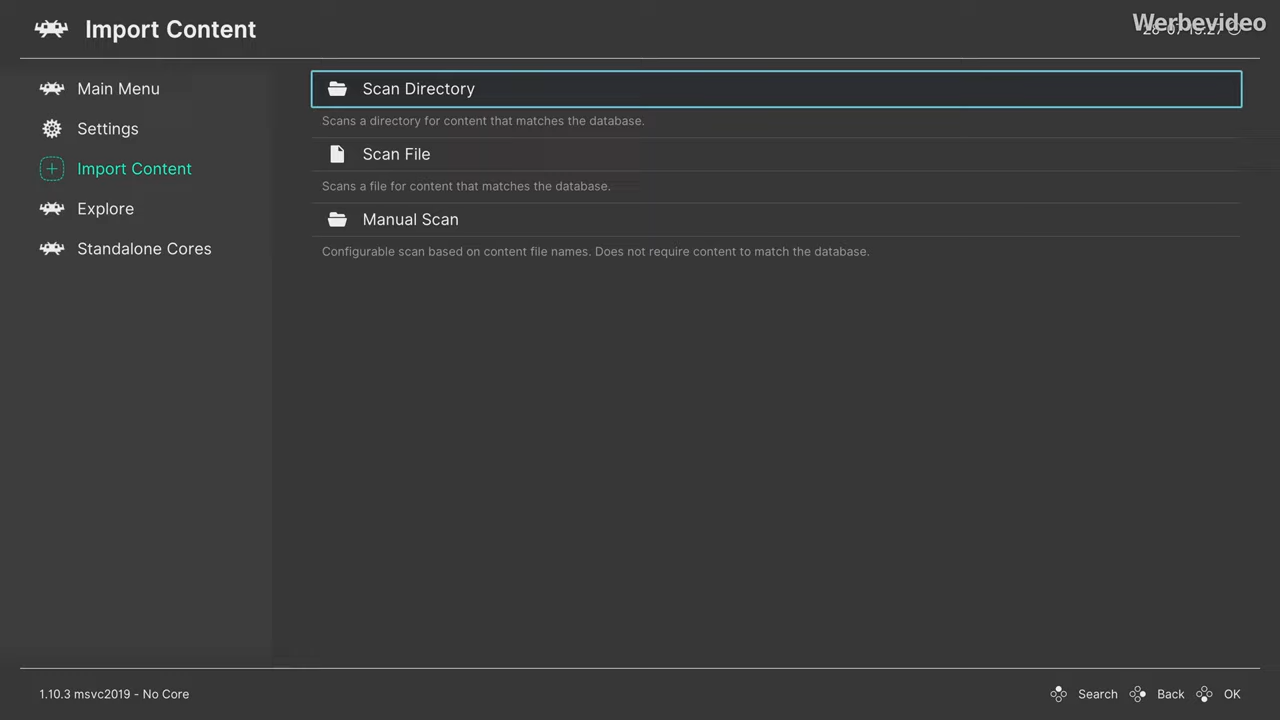 Import Content
Werbevideo
Main Menu
Settings
Import Content
Explore
Standalone Cores
Scan Directory
Scans a directory for content that matches the database.
Scan File
Scans a file for content that matches the database.
Manual Scan
Configurable scan based on content file names. Does not require content to match the database.
1.10.3 msvc2019 - No Core
Search
Back
OK